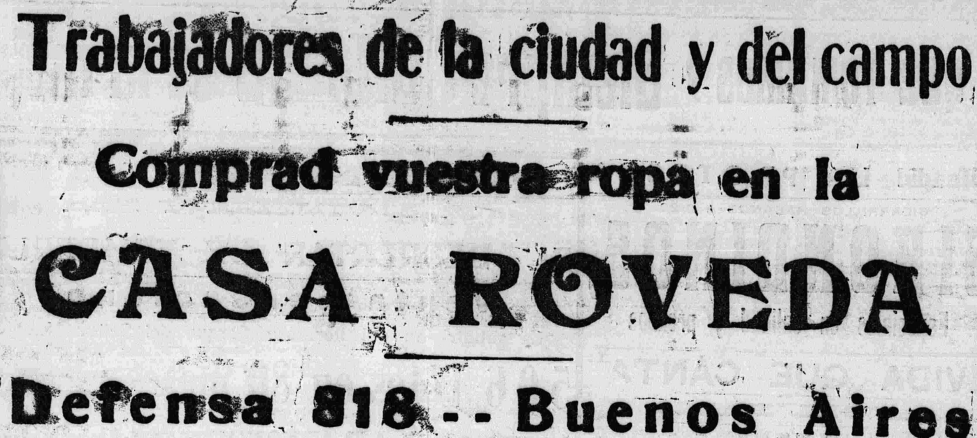 Trabajadores de la ciudad y del campo
Comprad vuestra ropa en la
CASA ROVEDA
Defensa 818 -- Buenos Aires